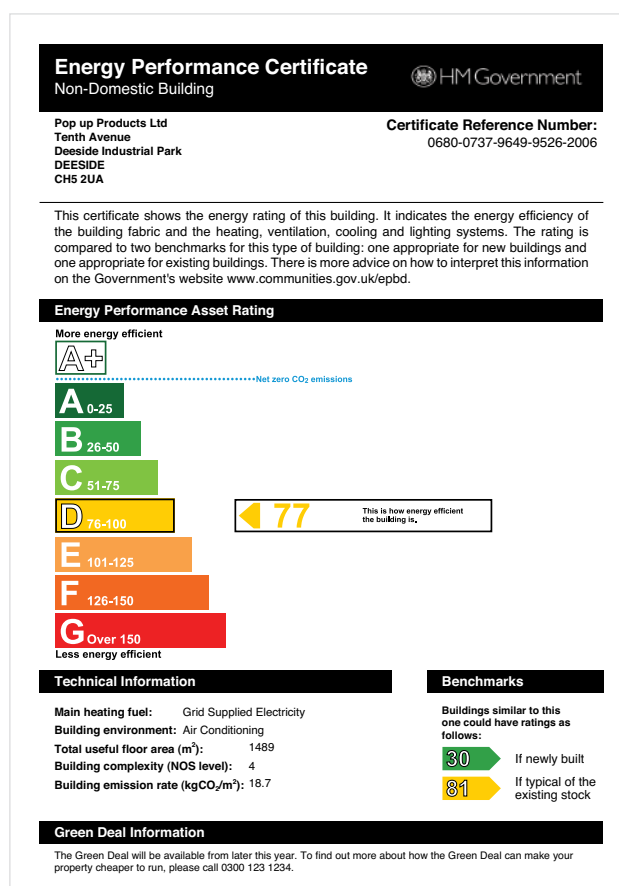 Energy Performance Certificate
Non-Domestic Building
HM Government
Pop up Products Ltd
Tenth Avenue
Deeside Industrial Park
DEESIDE
CH5 2UA
Certificate Reference Number:
0680-0737-9649-9526-2006
This certificate shows the energy rating of this building. It indicates the energy efficiency of
the building fabric and the heating, ventilation, cooling and lighting systems. The rating is
compared to two benchmarks for this type of building: one appropriate for new buildings and
one appropriate for existing buildings. There is more advice on how to interpret this information
on the Government's website www.communities.gov.uk/epbd.
Energy Performance Asset Rating
More energy efficient
A+
Net zero CO₂ emissions
A 0-25
B 26-50
C 51-75
D 76-100
77
This is how energy efficient
the building is.
E 101-125
F 126-150
G Over 150
Less energy efficient
Technical Information
Main heating fuel: Grid Supplied Electricity
Building environment: Air Conditioning
Total useful floor area (m²): 1489
Building complexity (NOS level): 4
Building emission rate (kgCO₂/m²): 18.7
Benchmarks
Buildings similar to this
one could have ratings as
follows:
30 If newly built
81 If typical of the
existing stock
Green Deal Information
The Green Deal will be available from later this year. To find out more about how the Green Deal can make your
property cheaper to run, please call 0300 123 1234.